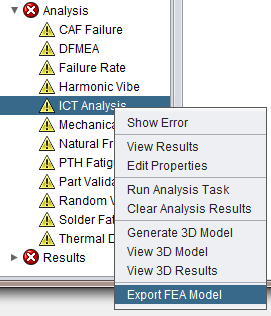 Analysis
CAF Failure
DFMEA
Failure Rate
Harmonic Vibe
ICT Analysis
Mechanica
Natural Fr
PTH Fatig
Part Valida
Random V
Solder Fat
Thermal D
Results
Show Error
View Results
Edit Properties
Run Analysis Task
Clear Analysis Results
Generate 3D Model
View 3D Model
View 3D Results
Export FEA Model